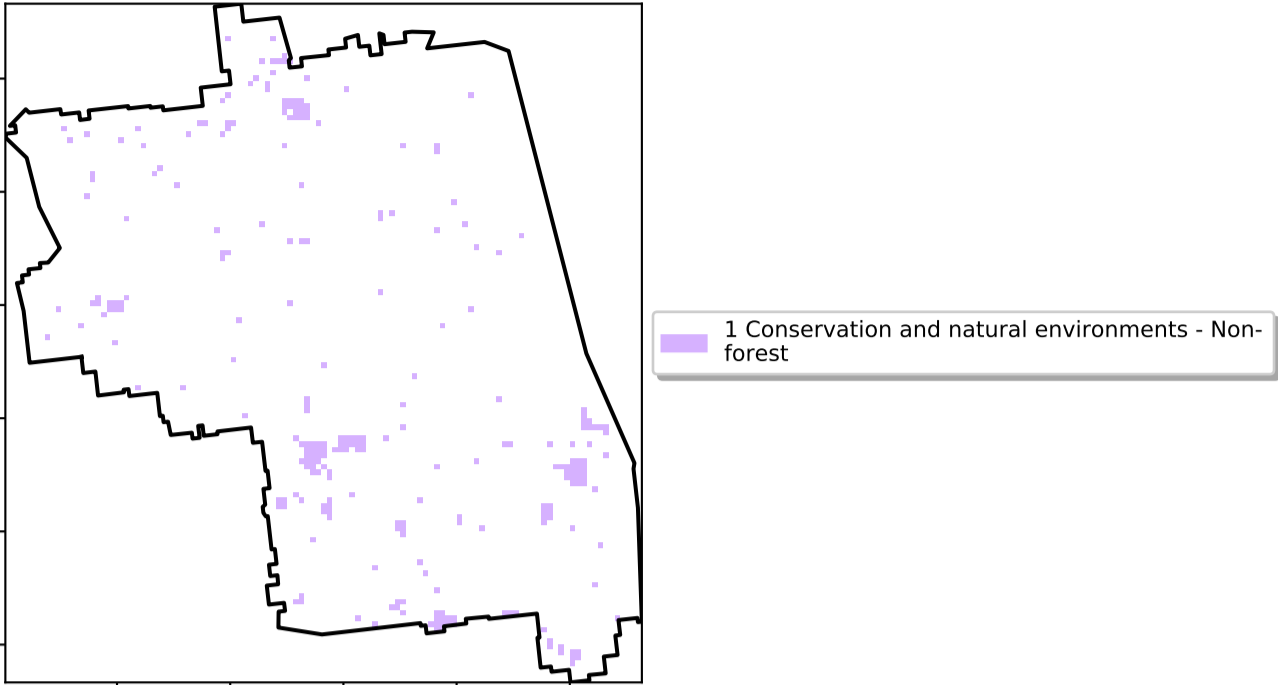 1 Conservation and natural environments - Non-
forest